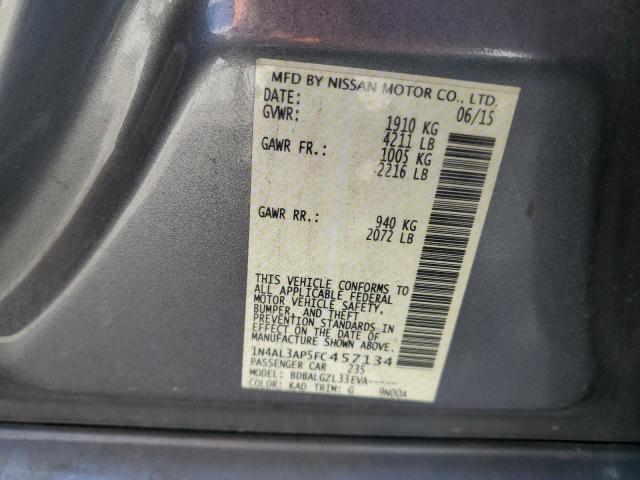 MFD BY NISSAN MOTOR CO., LTD.
DATE: 06/15
GVWR: 1910 KG
4211 LB
GAWR FR.: 1005 KG
2216 LB
GAWR RR.: 940 KG
2072 LB
THIS VEHICLE CONFORMS TO
ALL APPLICABLE FEDERAL
MOTOR VEHICLE SAFETY,
BUMPER, AND THEFT
PREVENTION STANDARDS IN
EFFECT ON THE DATE OF
MANUFACTURE SHOWN ABOVE.
1N4AL3AP5FC457134
PASSENGER CAR 235
MODEL: BDBALGZL33EVA-----
COLOR: KAD TRIM: G 9N00A